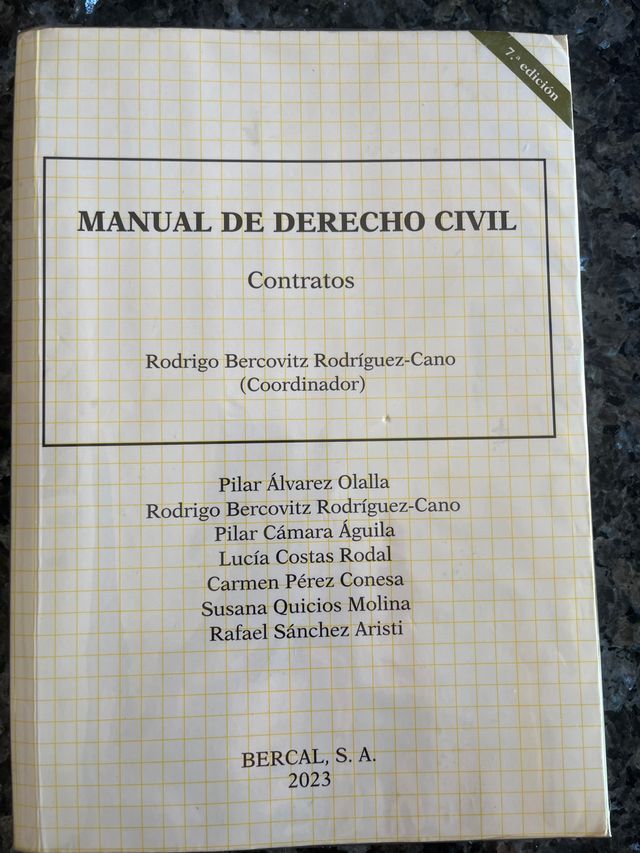 7.ª edición
MANUAL DE DERECHO CIVIL
Contratos
Rodrigo Bercovitz Rodríguez-Cano
(Coordinador)
Pilar Álvarez Olalla
Rodrigo Bercovitz Rodríguez-Cano
Pilar Cámara Águila
Lucía Costas Rodal
Carmen Pérez Conesa
Susana Quicios Molina
Rafael Sánchez Aristi
BERCAL, S. A.
2023